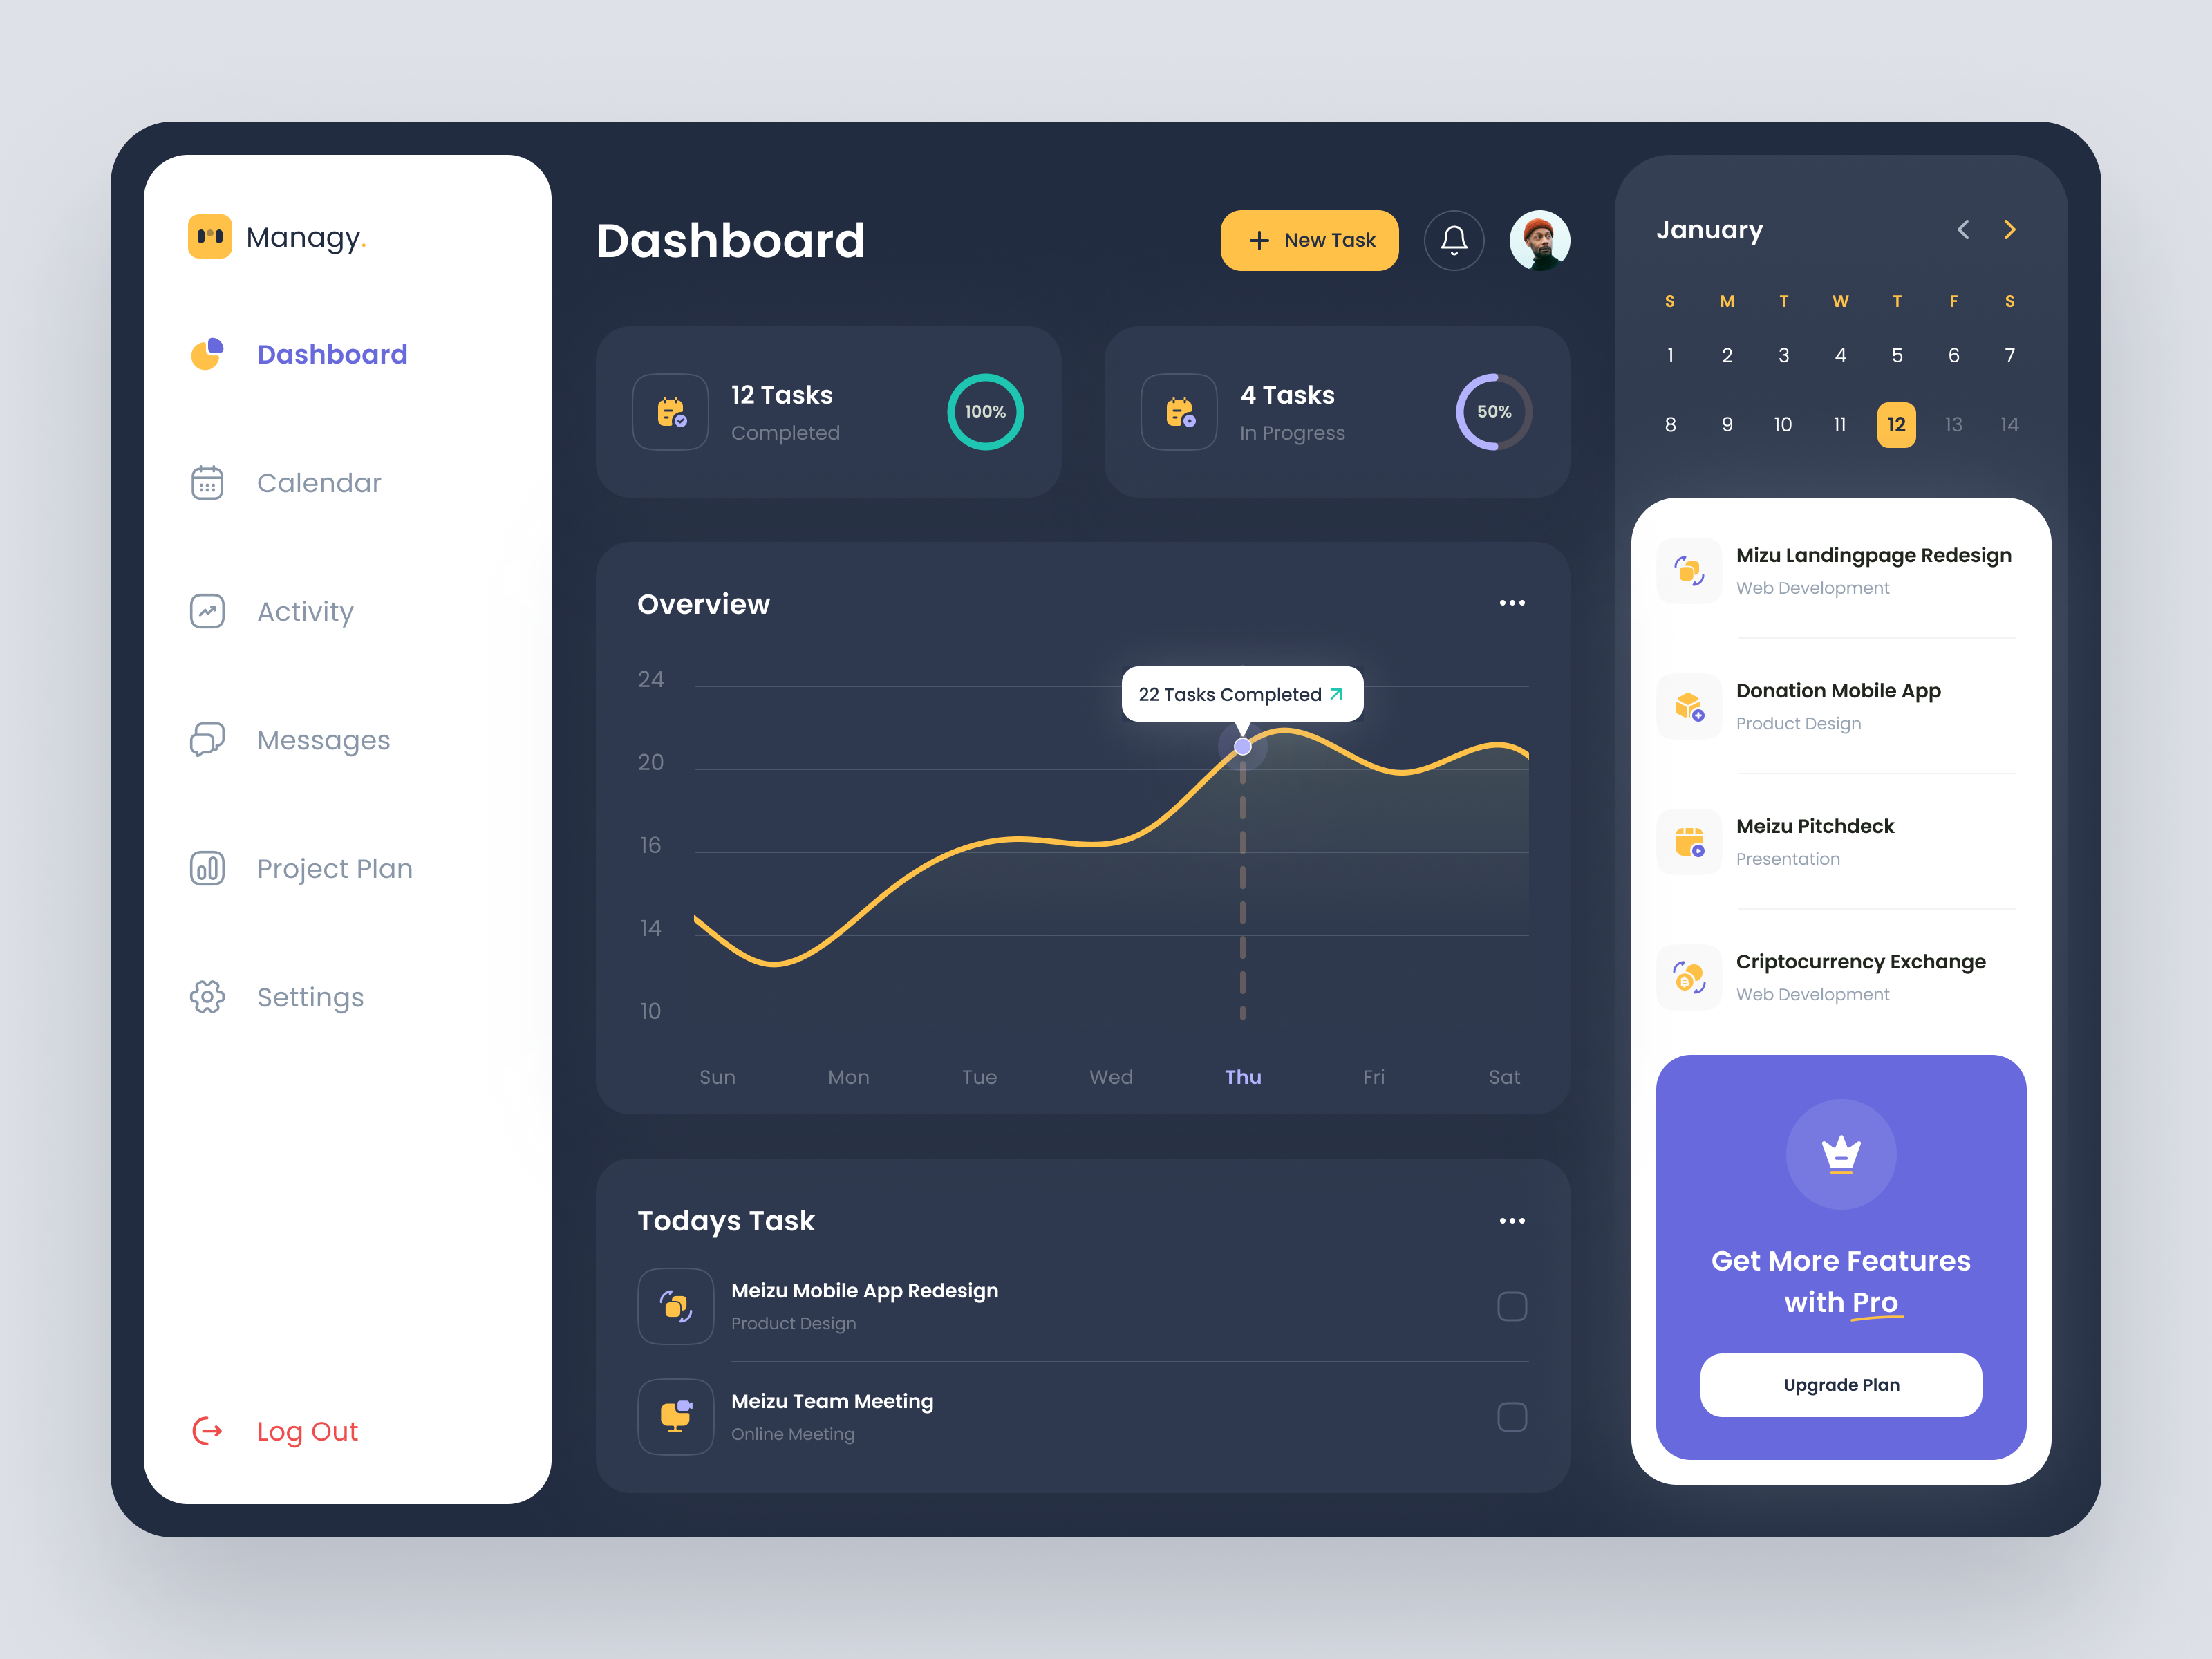 Managy.
Dashboard
Calendar
Activity
Messages
Project Plan
Settings
Log Out
Dashboard
New Task
12 Tasks
Completed
100%
4 Tasks
In Progress
50%
Overview
24
20
16
14
10
22 Tasks Completed
Sun Mon Tue Wed Thu Fri Sat
Todays Task
Meizu Mobile App Redesign
Product Design
Meizu Team Meeting
Online Meeting
January
S M T W T F S
1 2 3 4 5 6 7
8 9 10 11 12 13 14
Mizu Landingpage Redesign
Web Development
Donation Mobile App
Product Design
Meizu Pitchdeck
Presentation
Criptocurrency Exchange
Web Development
Get More Features
with Pro
Upgrade Plan